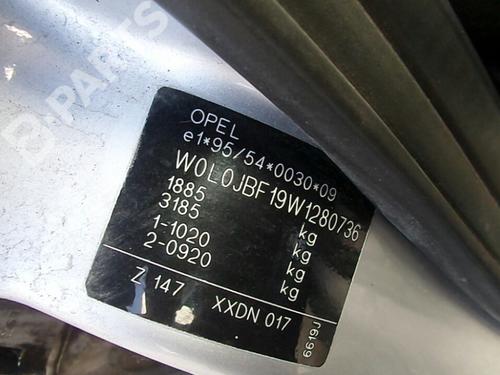 B-PARTS
OPEL
e1*95/54*0030*09
W0L0JBF19W1280736
1885 kg
3185 kg
1-1020 kg
2-0920 kg
Z 147 XXDN 017
6619J